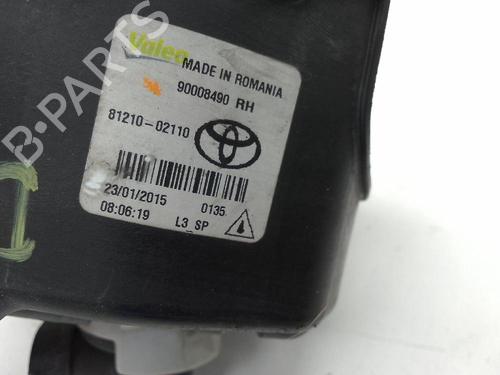 Valeo
MADE IN ROMANIA
90008490 RH
81210-02110
23/01/2015 0135
08:06:19 L3_SP
B-PARTS